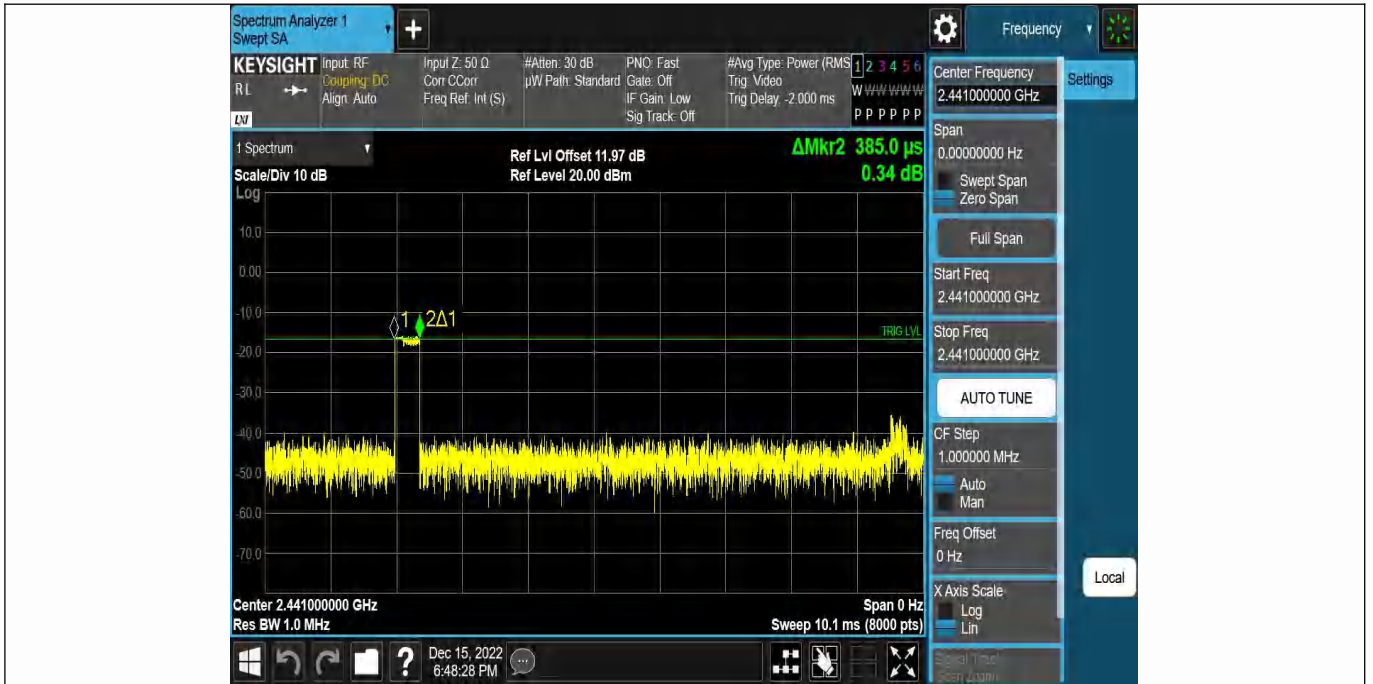 Spectrum Analyzer 1
Swept SA
+
Frequency
KEYSIGHT
Input: RF
Coupling: DC
Align: Auto
Input Z: 50 Ω
Corr CCorr
Freq Ref: Int (S)
#Atten: 30 dB
µW Path: Standard
PNO: Fast
Gate: Off
IF Gain: Low
Sig Track: Off
#Avg Type: Power (RMS
Trig: Video
Trig Delay: -2.000 ms
1 2 3 4 5 6
W W W W W W
P P P P P P
R L
LXI
Center Frequency
2.441000000 GHz
Settings
1 Spectrum
Ref Lvl Offset 11.97 dB
ΔMkr2 385.0 µs
Scale/Div 10 dB
Ref Level 20.00 dBm
0.34 dB
Log
10.0
0.00
-10.0
-20.0
-30.0
-40.0
-50.0
-60.0
-70.0
1
2Δ1
TRIG LVL
Span
0.00000000 Hz
Swept Span
Zero Span
Full Span
Start Freq
2.441000000 GHz
Stop Freq
2.441000000 GHz
AUTO TUNE
CF Step
1.000000 MHz
Auto
Man
Freq Offset
0 Hz
X Axis Scale
Log
Lin
Signal Track
Local
Center 2.441000000 GHz
Span 0 Hz
Res BW 1.0 MHz
Sweep 10.1 ms (8000 pts)
?
Dec 15, 2022
6:48:28 PM